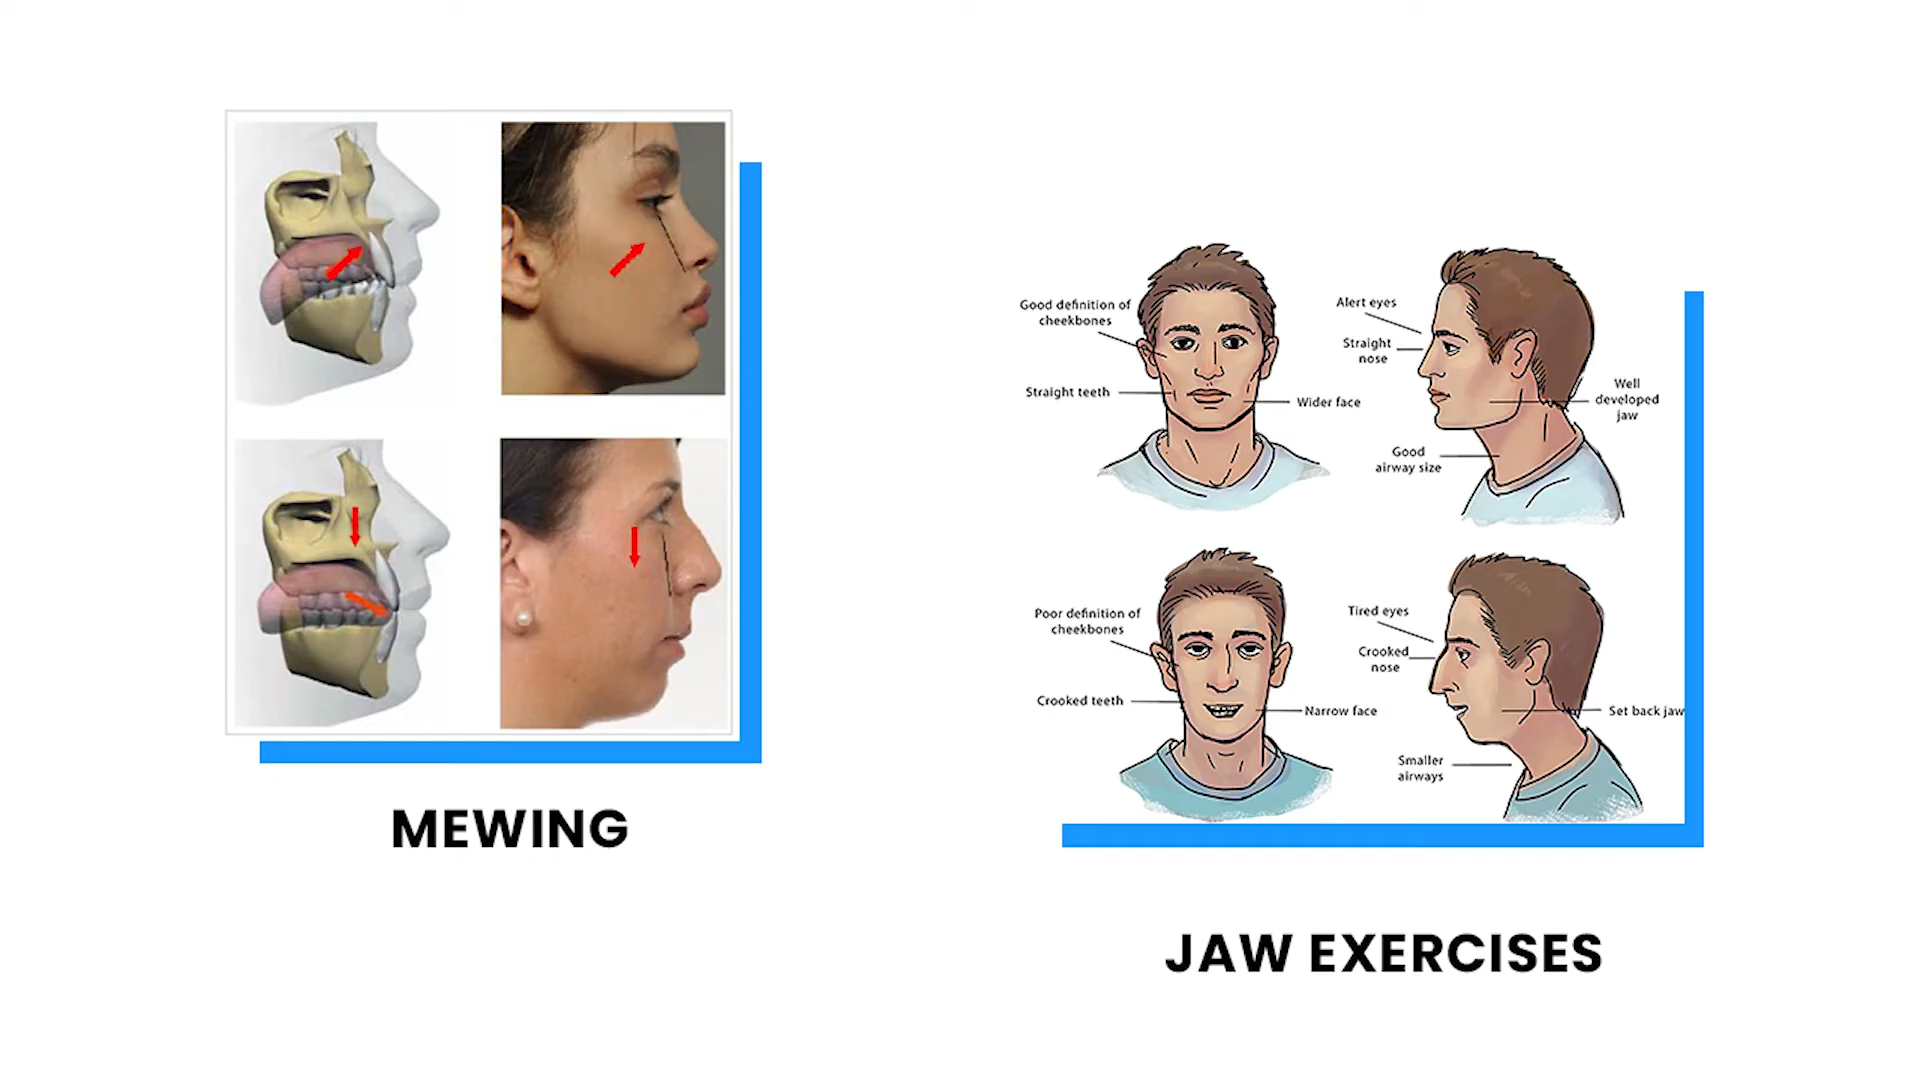 Good definition of
cheekbones
Straight teeth
Wider face
Alert eyes
Straight
nose
Well
developed
jaw
Good
airway size
Poor definition of
cheekbones
Crooked teeth
Narrow face
Tired eyes
Crooked
nose
Set back jaw
Smaller
airways
MEWING
JAW EXERCISES